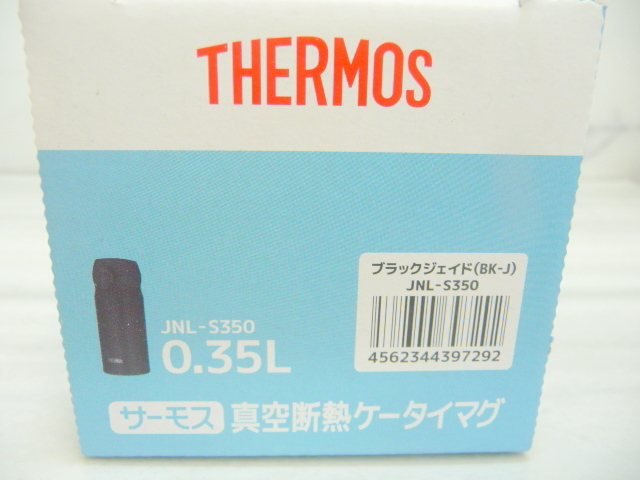 THERMOS
ブラックジェイド(BK-J)
JNL-S350
4562344397292
JNL-S350
0.35L
サーモス 真空断熱ケータイマグ